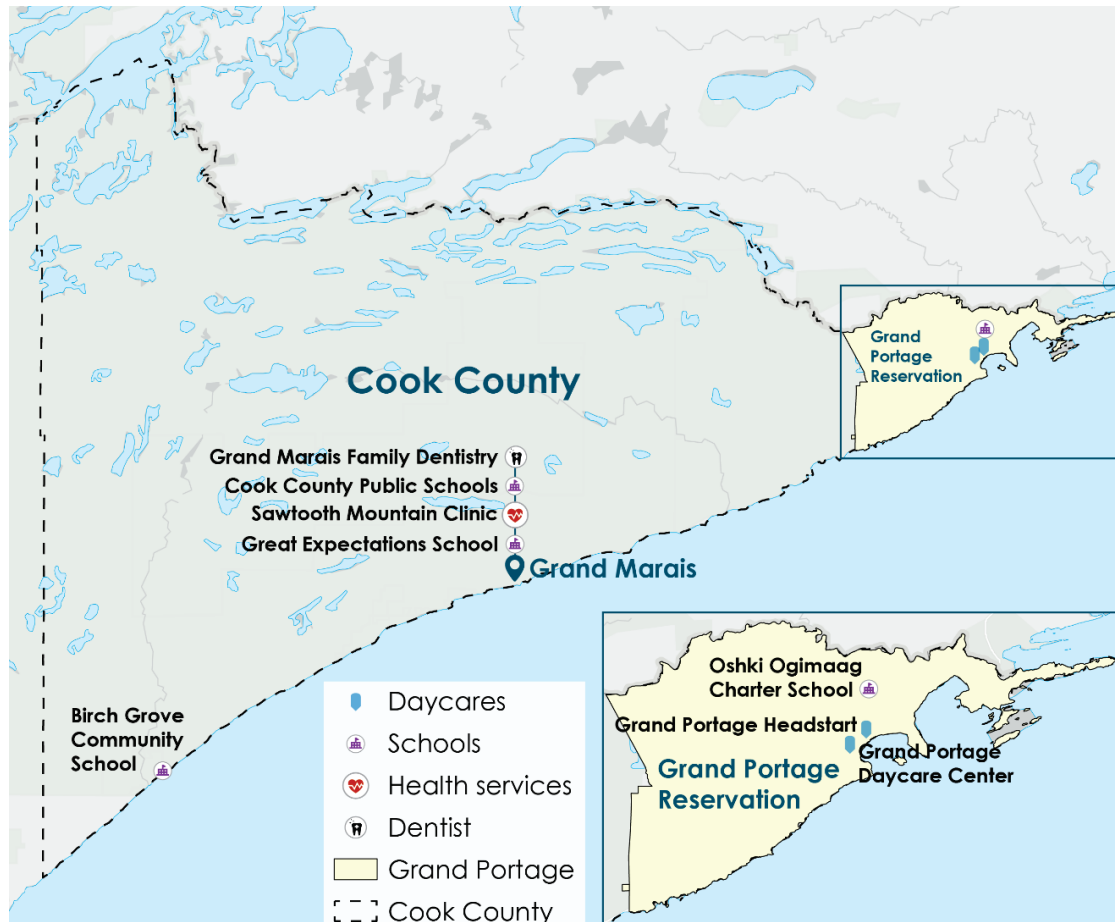 Grand
Portage
Reservation
Cook County
Grand Marais Family Dentistry
Cook County Public Schools
Sawtooth Mountain Clinic
Great Expectations School
Grand Marais
Birch Grove
Community
School
Daycares
Schools
Health services
Dentist
Grand Portage
Cook County
Oshki Ogimaag
Charter School
Grand Portage Headstart
Grand Portage
Daycare Center
Grand Portage
Reservation